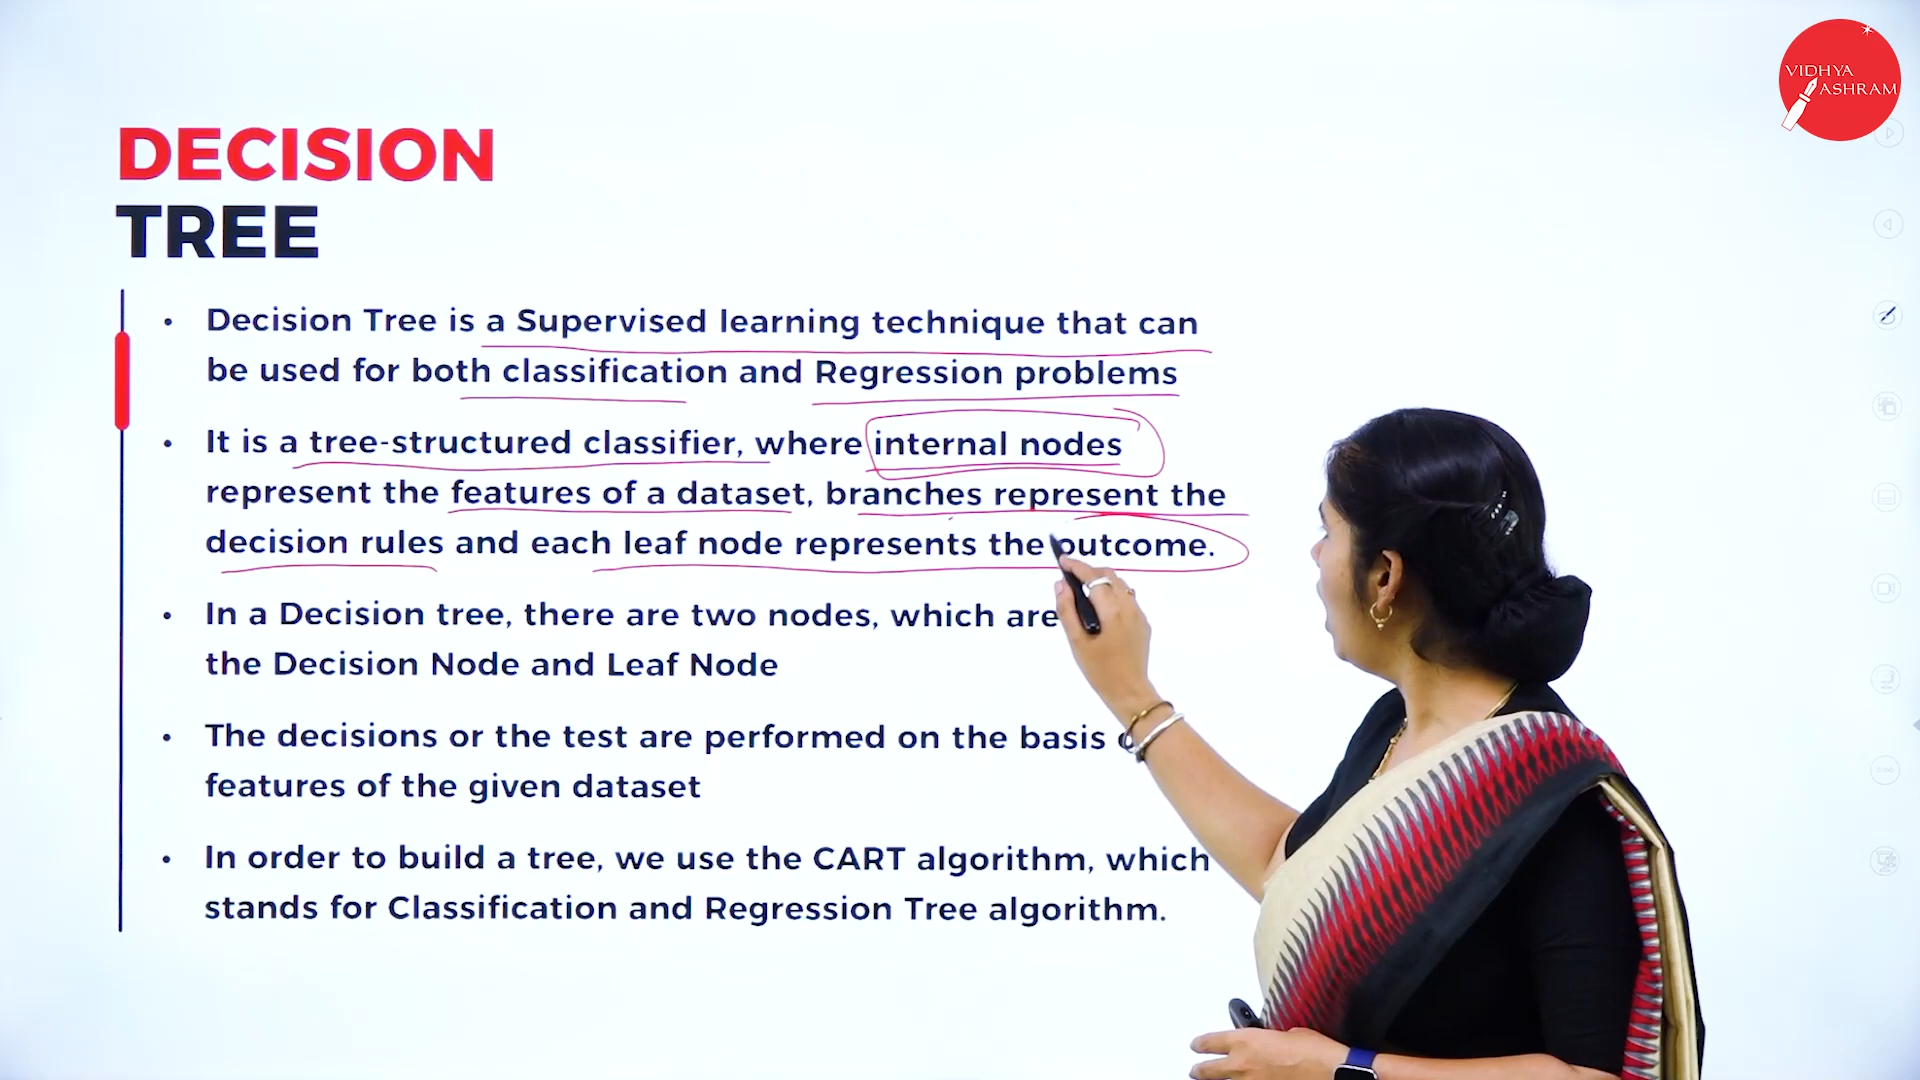 VIDHYA
ASHRAM
DECISION
TREE
• Decision Tree is a Supervised learning technique that can
be used for both classification and Regression problems
• It is a tree-structured classifier, where internal nodes
represent the features of a dataset, branches represent the
decision rules and each leaf node represents the outcome.
• In a Decision tree, there are two nodes, which are
the Decision Node and Leaf Node
• The decisions or the test are performed on the basis
features of the given dataset
• In order to build a tree, we use the CART algorithm, which
stands for Classification and Regression Tree algorithm.